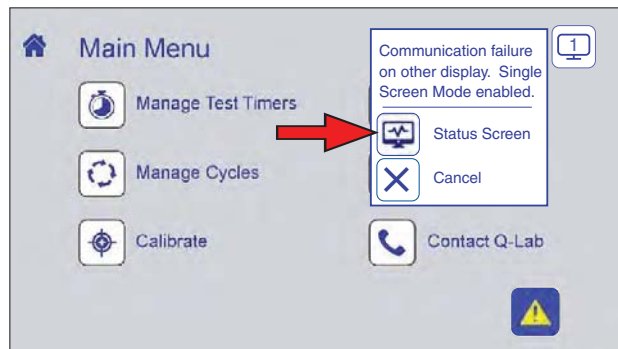 Main Menu
1
Communication failure
on other display. Single
Screen Mode enabled.
Manage Test Timers
Status Screen
Manage Cycles
Cancel
Calibrate
Contact Q-Lab